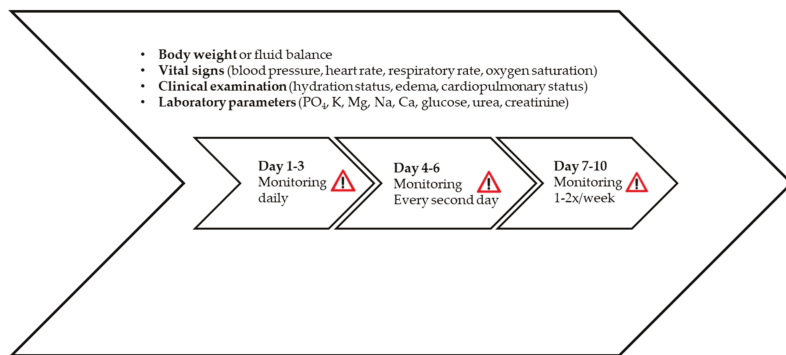 • Body weight or fluid balance
• Vital signs (blood pressure, heart rate, respiratory rate, oxygen saturation)
• Clinical examination (hydration status, edema, cardiopulmonary status)
• Laboratory parameters (PO₄, K, Mg, Na, Ca, glucose, urea, creatinine)
Day 1-3
Monitoring
daily
Day 4-6
Monitoring
Every second day
Day 7-10
Monitoring
1-2x/week